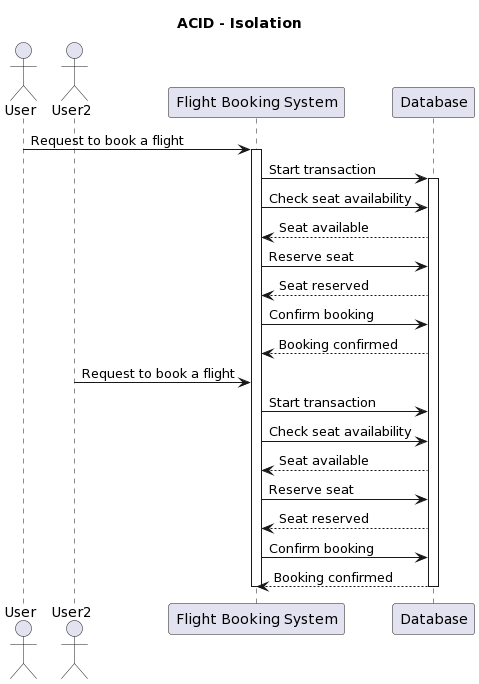 ACID - Isolation
User
User2
Flight Booking System
Database
Request to book a flight
Start transaction
Check seat availability
Seat available
Reserve seat
Seat reserved
Confirm booking
Booking confirmed
Request to book a flight
Start transaction
Check seat availability
Seat available
Reserve seat
Seat reserved
Confirm booking
Booking confirmed
User
User2
Flight Booking System
Database